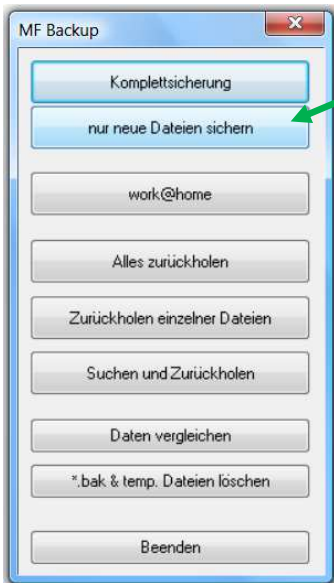 MF Backup
Komplettsicherung
nur neue Dateien sichern
work@home
Alles zurückholen
Zurückholen einzelner Dateien
Suchen und Zurückholen
Daten vergleichen
*.bak & temp. Dateien löschen
Beenden